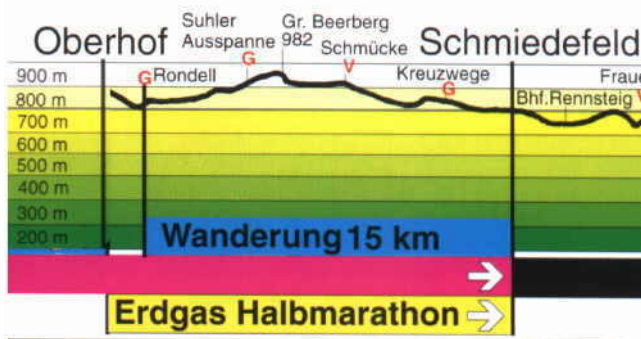 Oberhof
Suhler
Ausspanne
Gr. Beerberg
982
Schmücke
Schmiedefeld
Rondell
G
G
V
Kreuzwege
G
Bhf.Rennsteig
V
900 m
800 m
700 m
600 m
500 m
400 m
300 m
200 m
Wanderung 15 km
Erdgas Halbmarathon